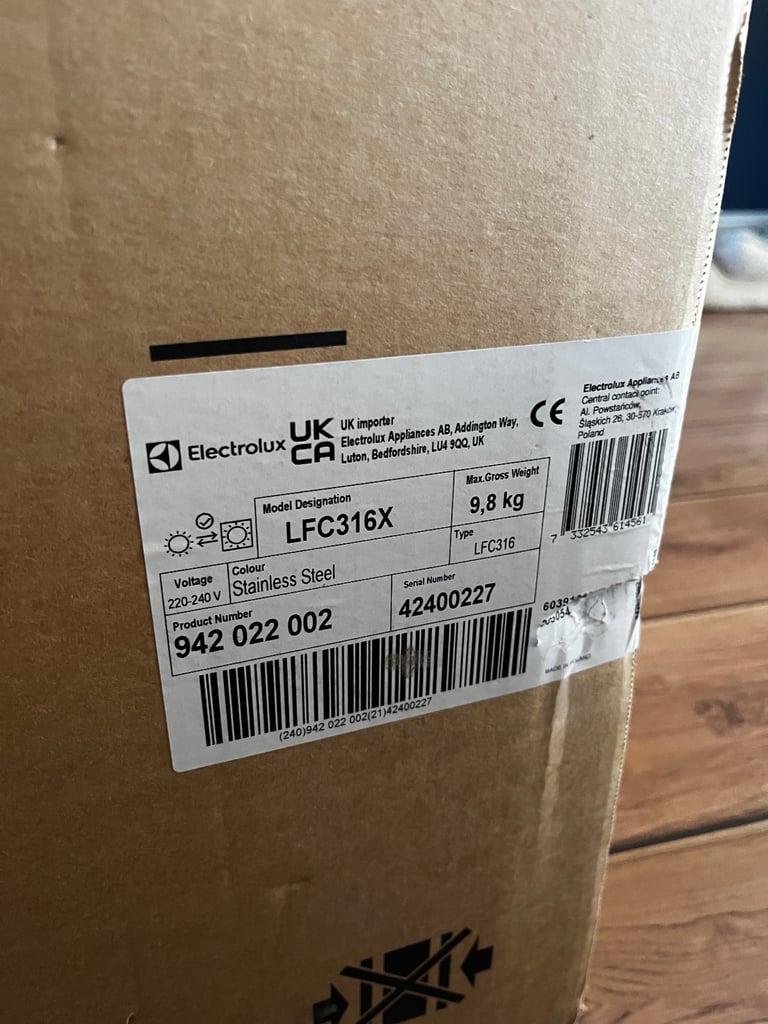 Electrolux
UK
CA
UK importer
Electrolux Appliances AB, Addington Way,
Luton, Bedfordshire, LU4 9QQ, UK
CE
Electrolux Appliances AB
Central contact point:
Al. Powstańców
Śląskich 26, 30-570 Kraków,
Poland
Model Designation
LFC316X
Max.Gross Weight
9,8 kg
Type
LFC316
7 332543 614561
Voltage
220-240 V
Colour
Stainless Steel
Product Number
942 022 002
Serial Number
42400227
(240)942 022 002(21)42400227
MADE IN